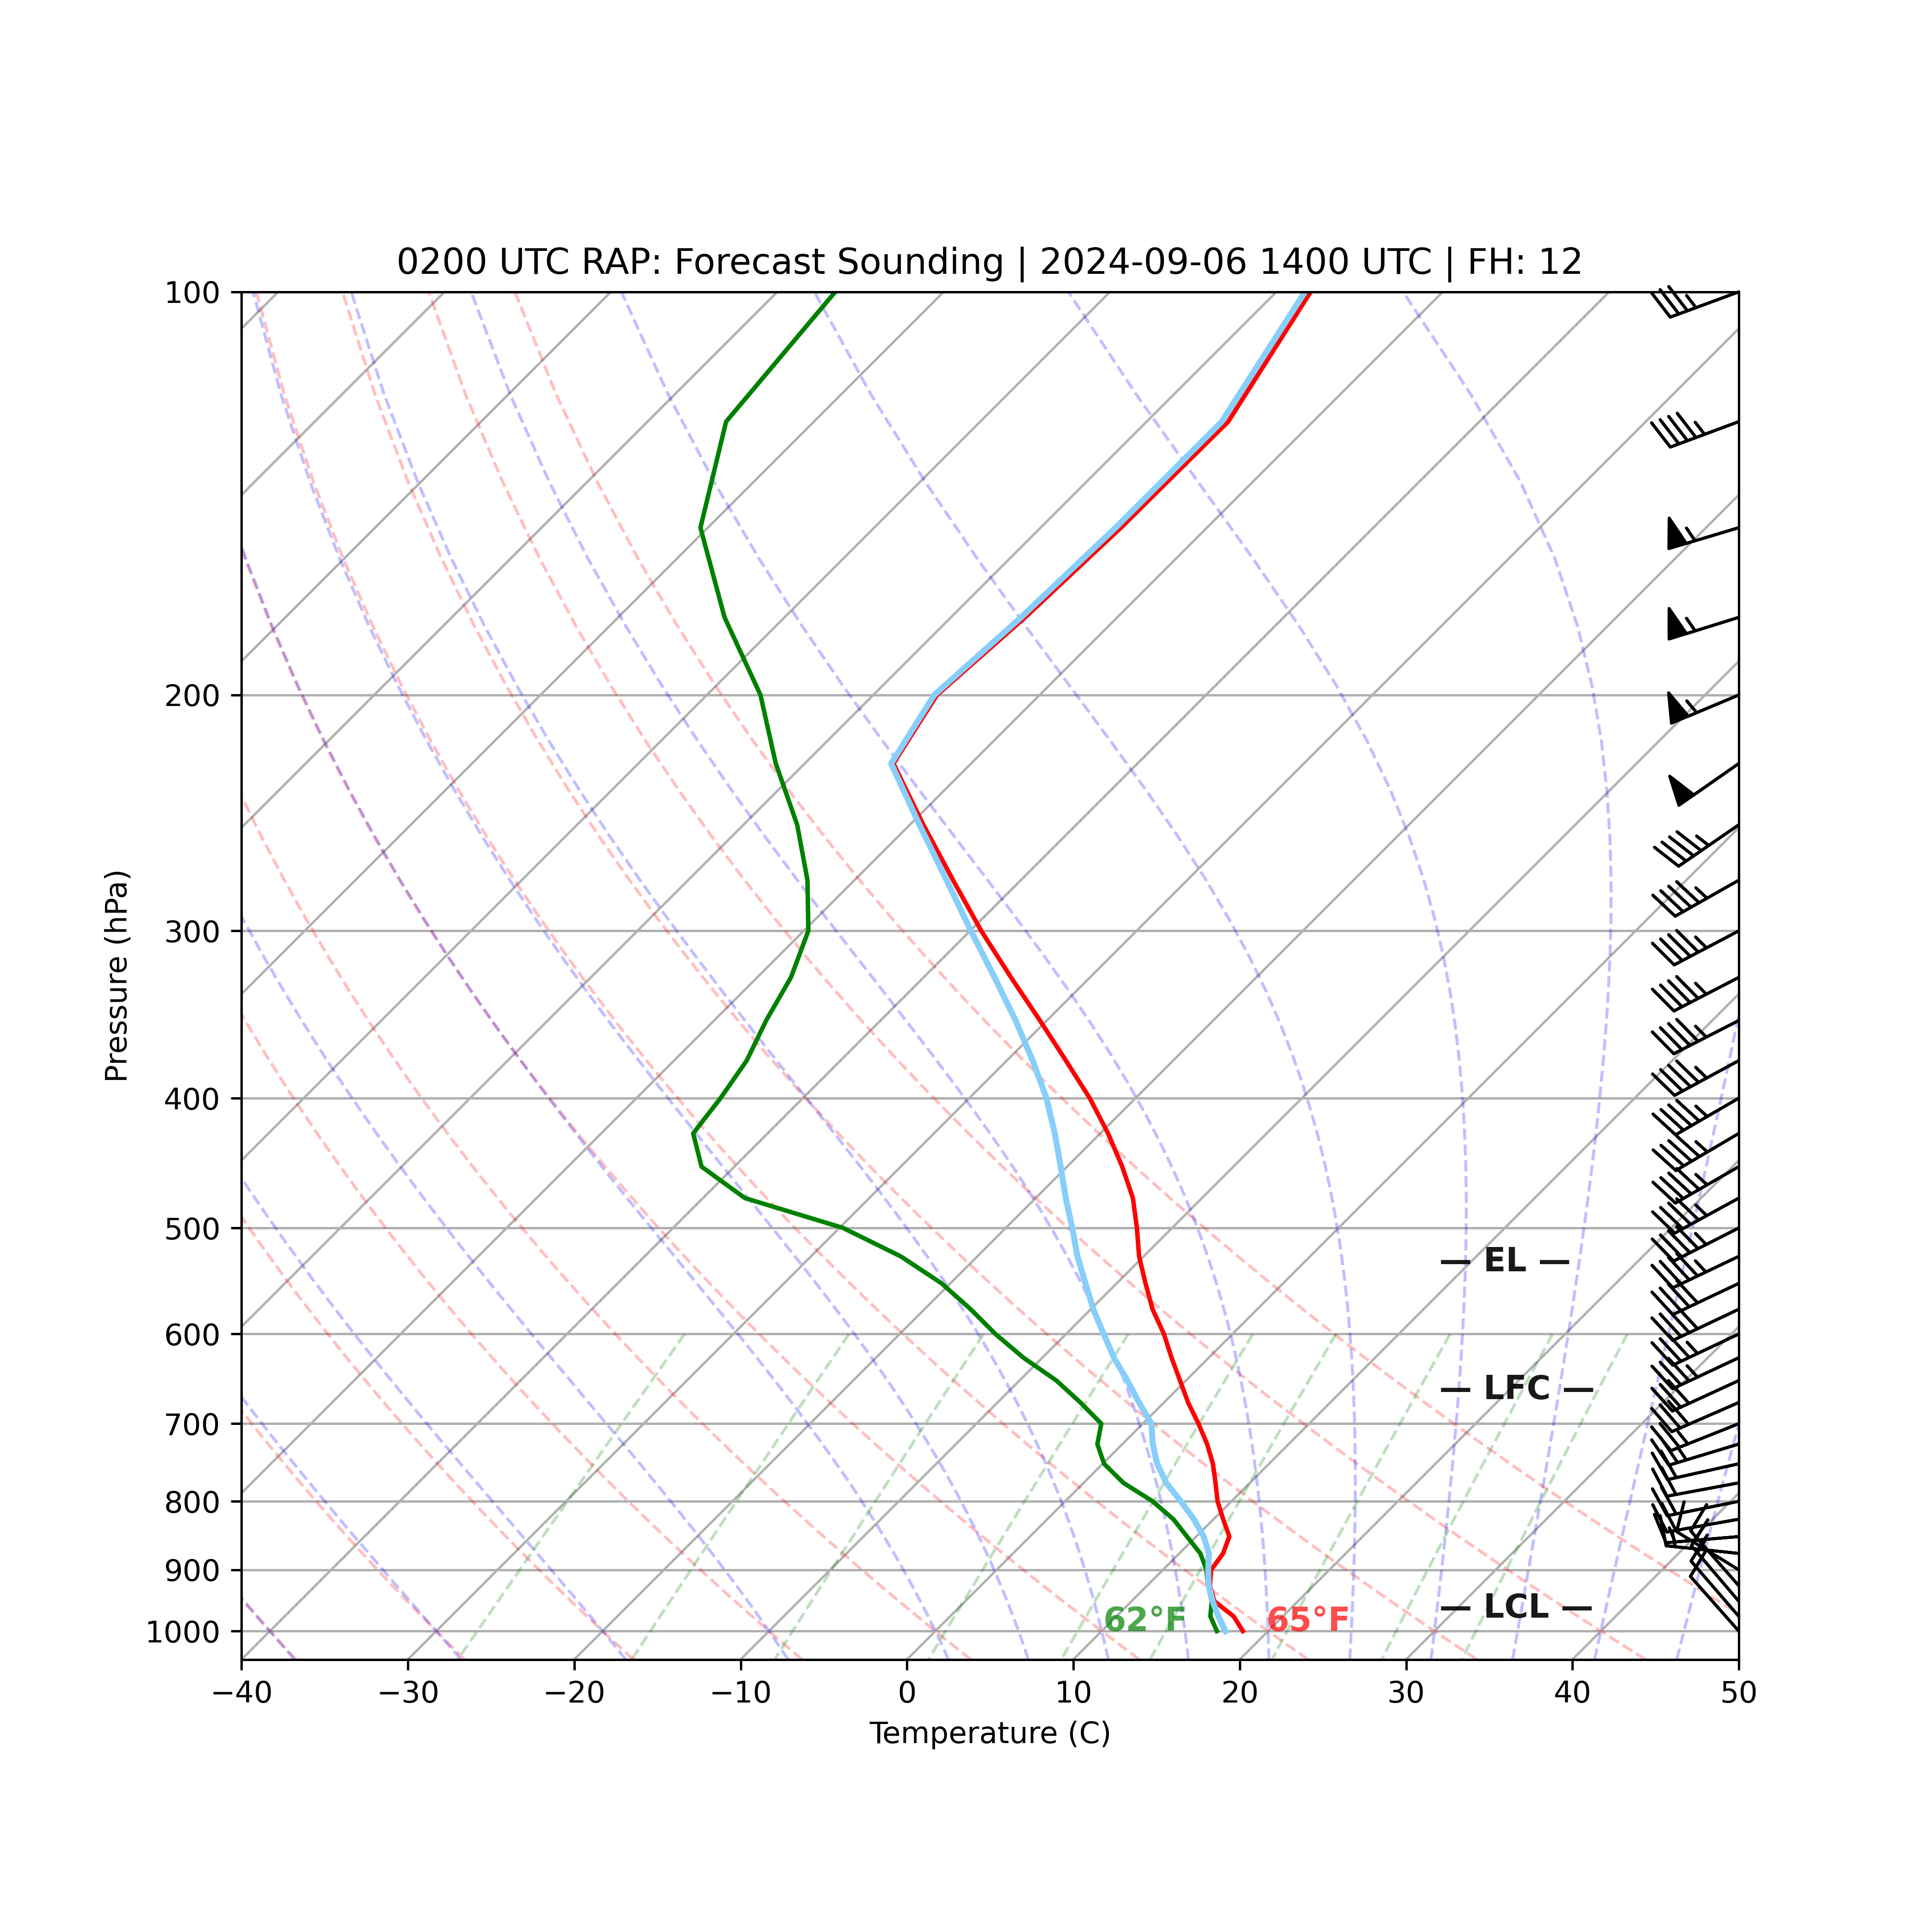 0200 UTC RAP: Forecast Sounding | 2024-09-06 1400 UTC | FH: 12
100
200
300
400
500
600
700
800
900
1000
Pressure (hPa)
— EL —
— LFC —
— LCL —
62°F 65°F
−40 −30 −20 −10 0 10 20 30 40 50
Temperature (C)